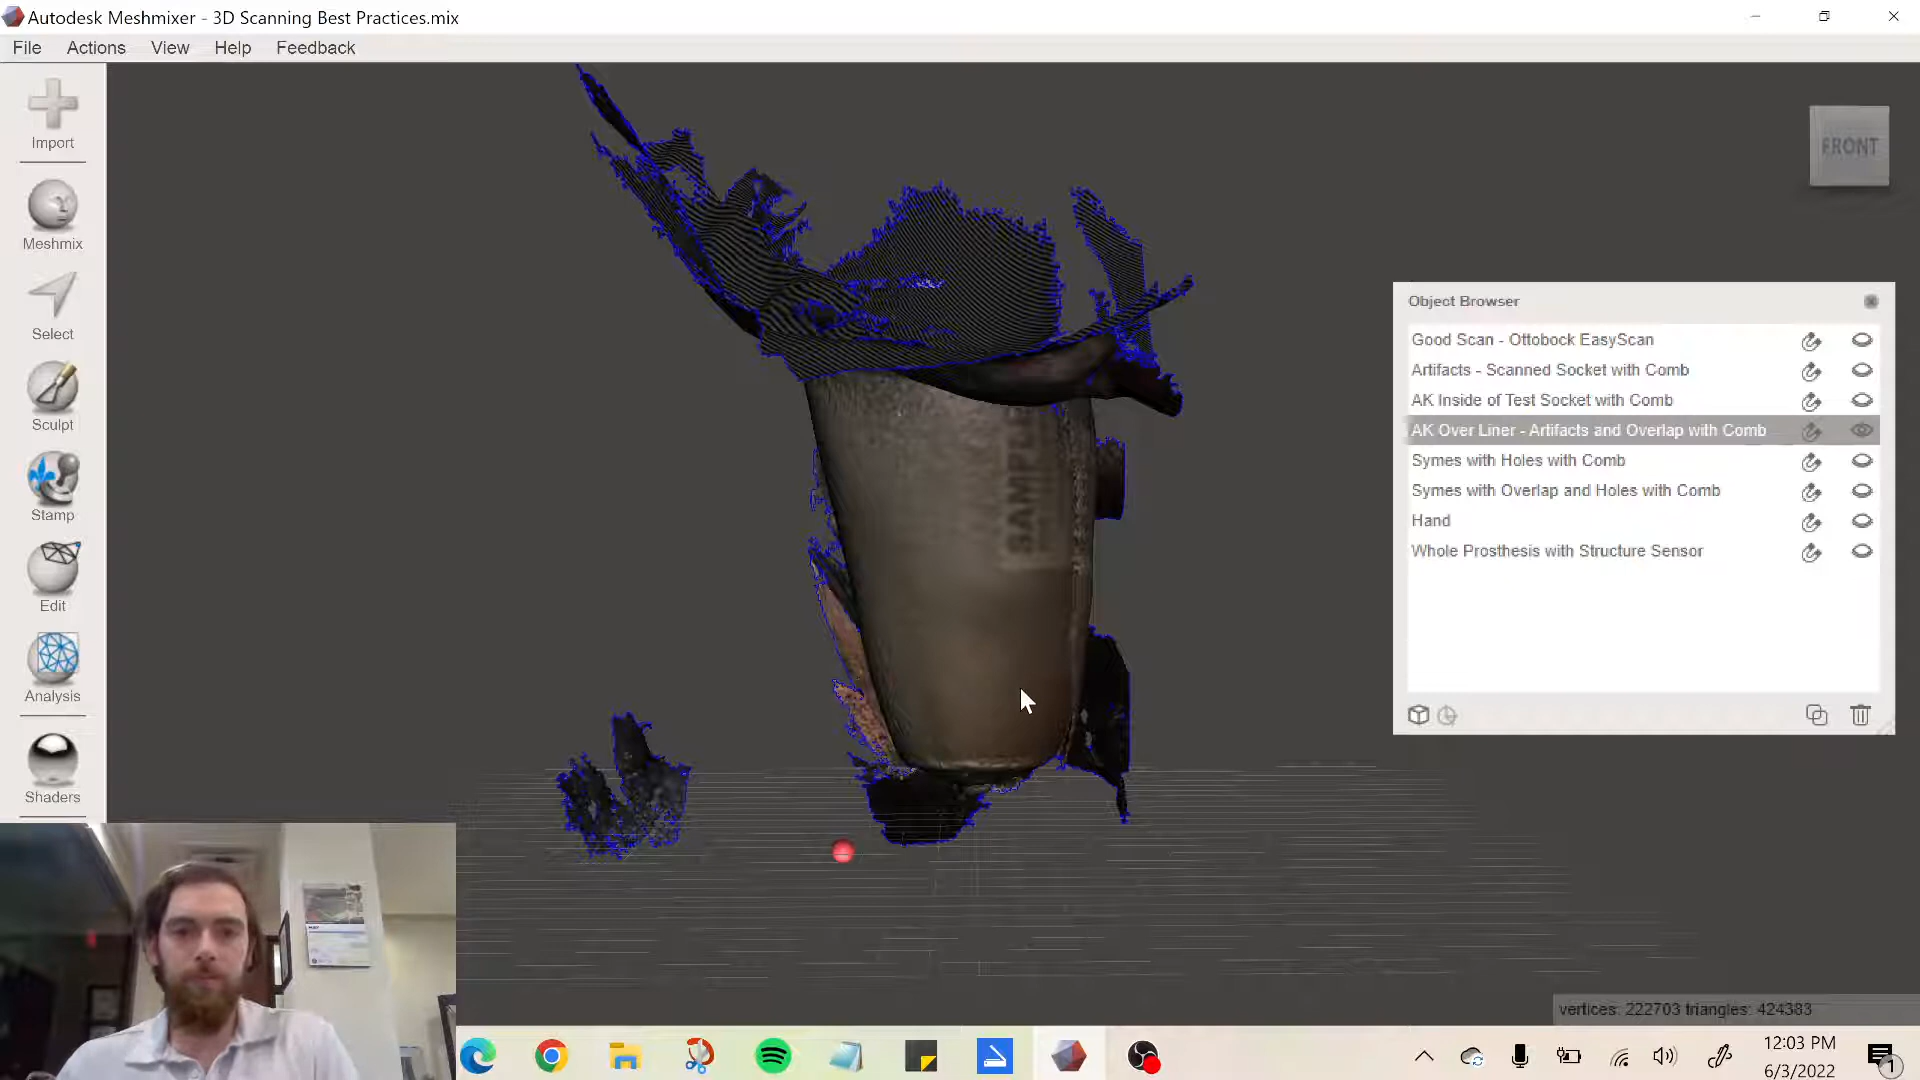 Autodesk Meshmixer - 3D Scanning Best Practices.mix
File Actions View Help Feedback
Import
Meshmix
Select
Sculpt
Stamp
Edit
Analysis
Shaders
FRONT
SAMPLE
Object Browser
Good Scan - Ottobock EasyScan
Artifacts - Scanned Socket with Comb
AK Inside of Test Socket with Comb
AK Over Liner - Artifacts and Overlap with Comb
Symes with Holes with Comb
Symes with Overlap and Holes with Comb
Hand
Whole Prosthesis with Structure Sensor
vertices: 222703 triangles: 424383
12:03 PM
6/3/2022
1